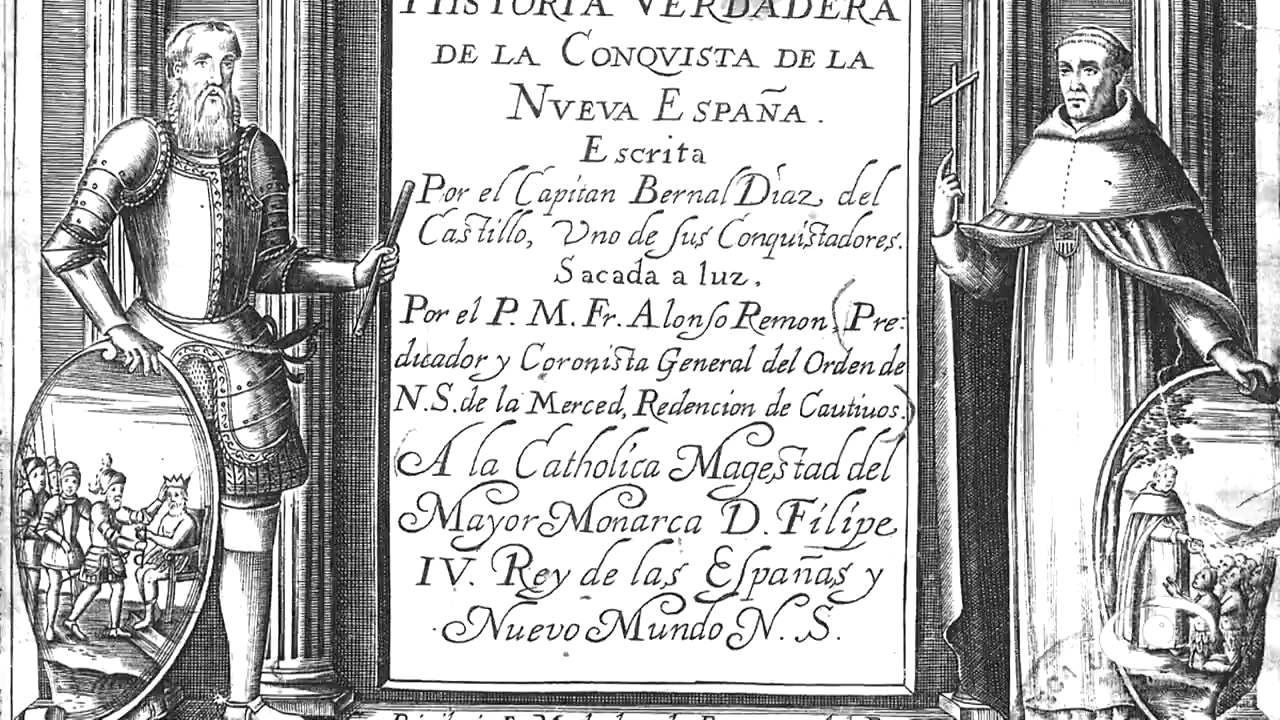 HISTORIA VERDADERA
DE LA CONQVISTA DE LA
NVEVA ESPAÑA.
Escrita
Por el Capitan Bernal Diaz, del
Castillo, Vno de sus Conquistadores.
Sacada a luz,
Por el P. M. Fr. Alonso Remon, Pre:
dicador y Coronista General del Orden de
N.S. de la Merced, Redencion de Cautiuos.
A la Catholica Magestad del
Mayor Monarca D. Filipe
IV. Rey de las Españas y
Nuevo Mundo N. S.